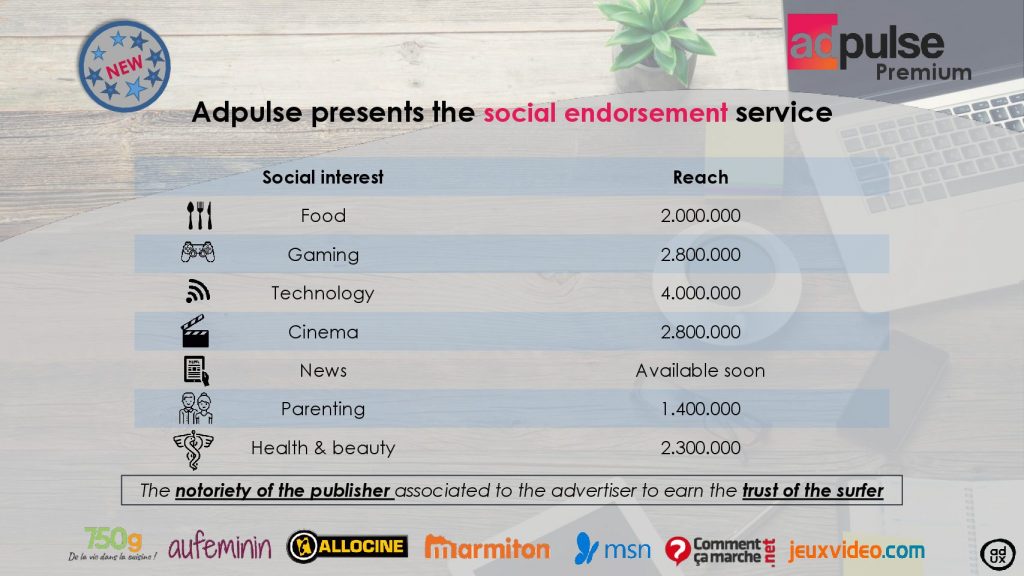 NEW
adpulse
Premium
Adpulse presents the social endorsement service
Social interest Reach
Food 2.000.000
Gaming 2.800.000
Technology 4.000.000
Cinema 2.800.000
News Available soon
Parenting 1.400.000
Health & beauty 2.300.000
The notoriety of the publisher associated to the advertiser to earn the trust of the surfer
750g
De la vie dans la cuisine !
aufeminin
ALLOCINE
marmiton
msn
Comment
ça marche.net
jeuxvideo.com
ad
ux